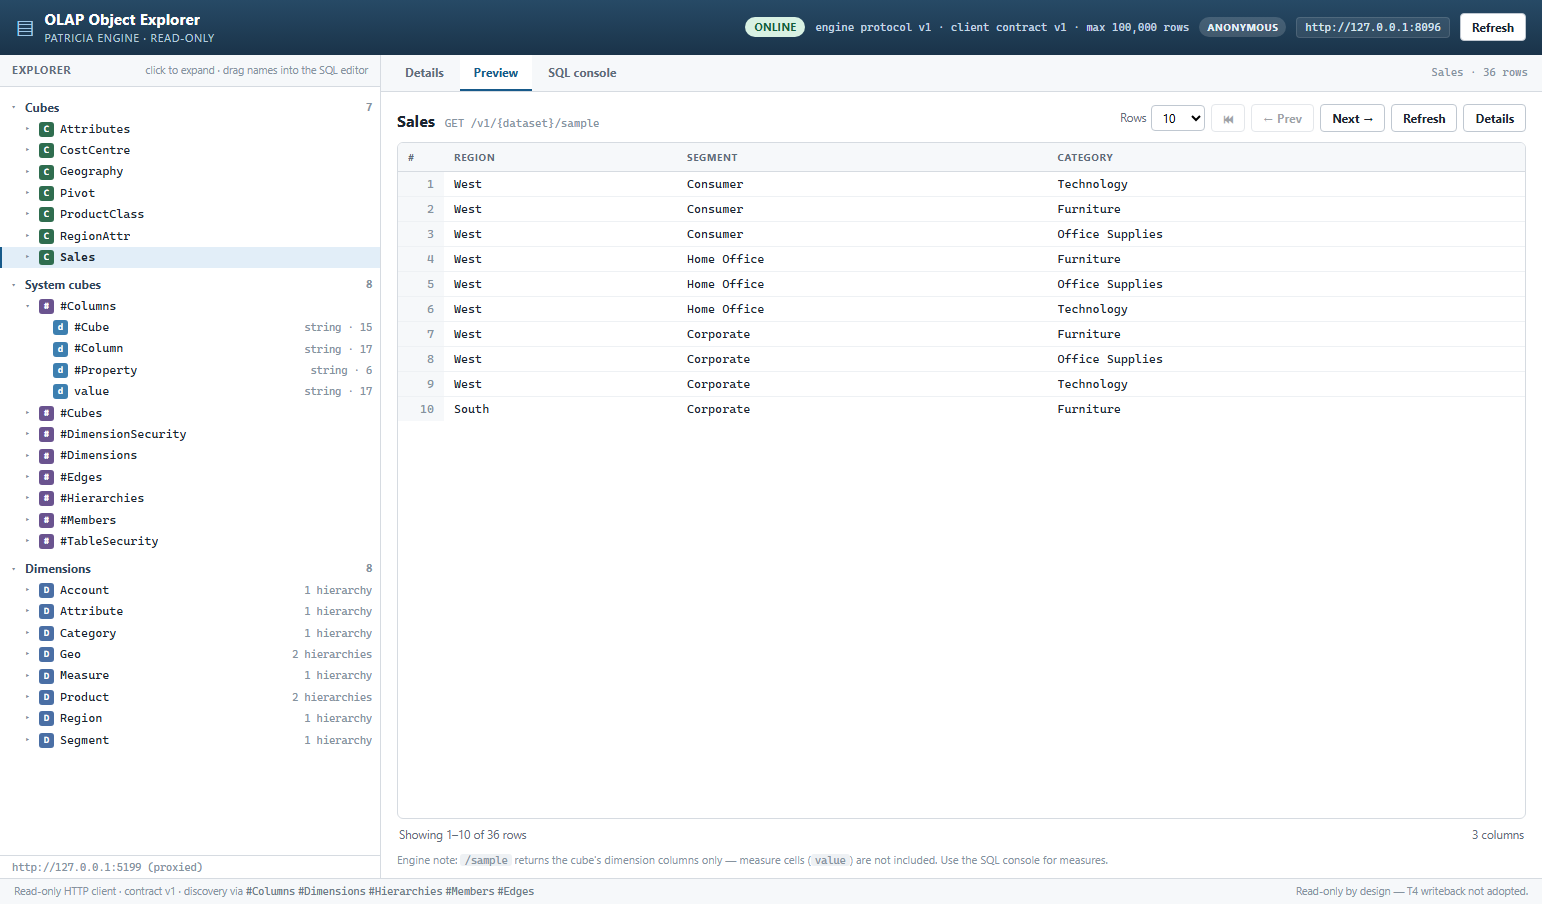 OLAP Object Explorer
PATRICIA ENGINE · READ-ONLY
ONLINE engine protocol v1 · client contract v1 · max 100,000 rows ANONYMOUS http://127.0.0.1:8096 Refresh
EXPLORER click to expand · drag names into the SQL editor
Cubes 7
C Attributes
C CostCentre
C Geography
C Pivot
C ProductClass
C RegionAttr
C Sales
System cubes 8
# #Columns
d #Cube string · 15
d #Column string · 17
d #Property string · 6
d value string · 17
# #Cubes
# #DimensionSecurity
# #Dimensions
# #Edges
# #Hierarchies
# #Members
# #TableSecurity
Dimensions 8
D Account 1 hierarchy
D Attribute 1 hierarchy
D Category 1 hierarchy
D Geo 2 hierarchies
D Measure 1 hierarchy
D Product 2 hierarchies
D Region 1 hierarchy
D Segment 1 hierarchy
http://127.0.0.1:5199 (proxied)
Details Preview SQL console Sales · 36 rows
Sales GET /v1/{dataset}/sample Rows 10 ← Prev Next → Refresh Details
# REGION SEGMENT CATEGORY
1 West Consumer Technology
2 West Consumer Furniture
3 West Consumer Office Supplies
4 West Home Office Furniture
5 West Home Office Office Supplies
6 West Home Office Technology
7 West Corporate Furniture
8 West Corporate Office Supplies
9 West Corporate Technology
10 South Corporate Furniture
Showing 1–10 of 36 rows 3 columns
Engine note: /sample returns the cube's dimension columns only — measure cells (value) are not included. Use the SQL console for measures.
Read-only HTTP client · contract v1 · discovery via #Columns #Dimensions #Hierarchies #Members #Edges Read-only by design — T4 writeback not adopted.